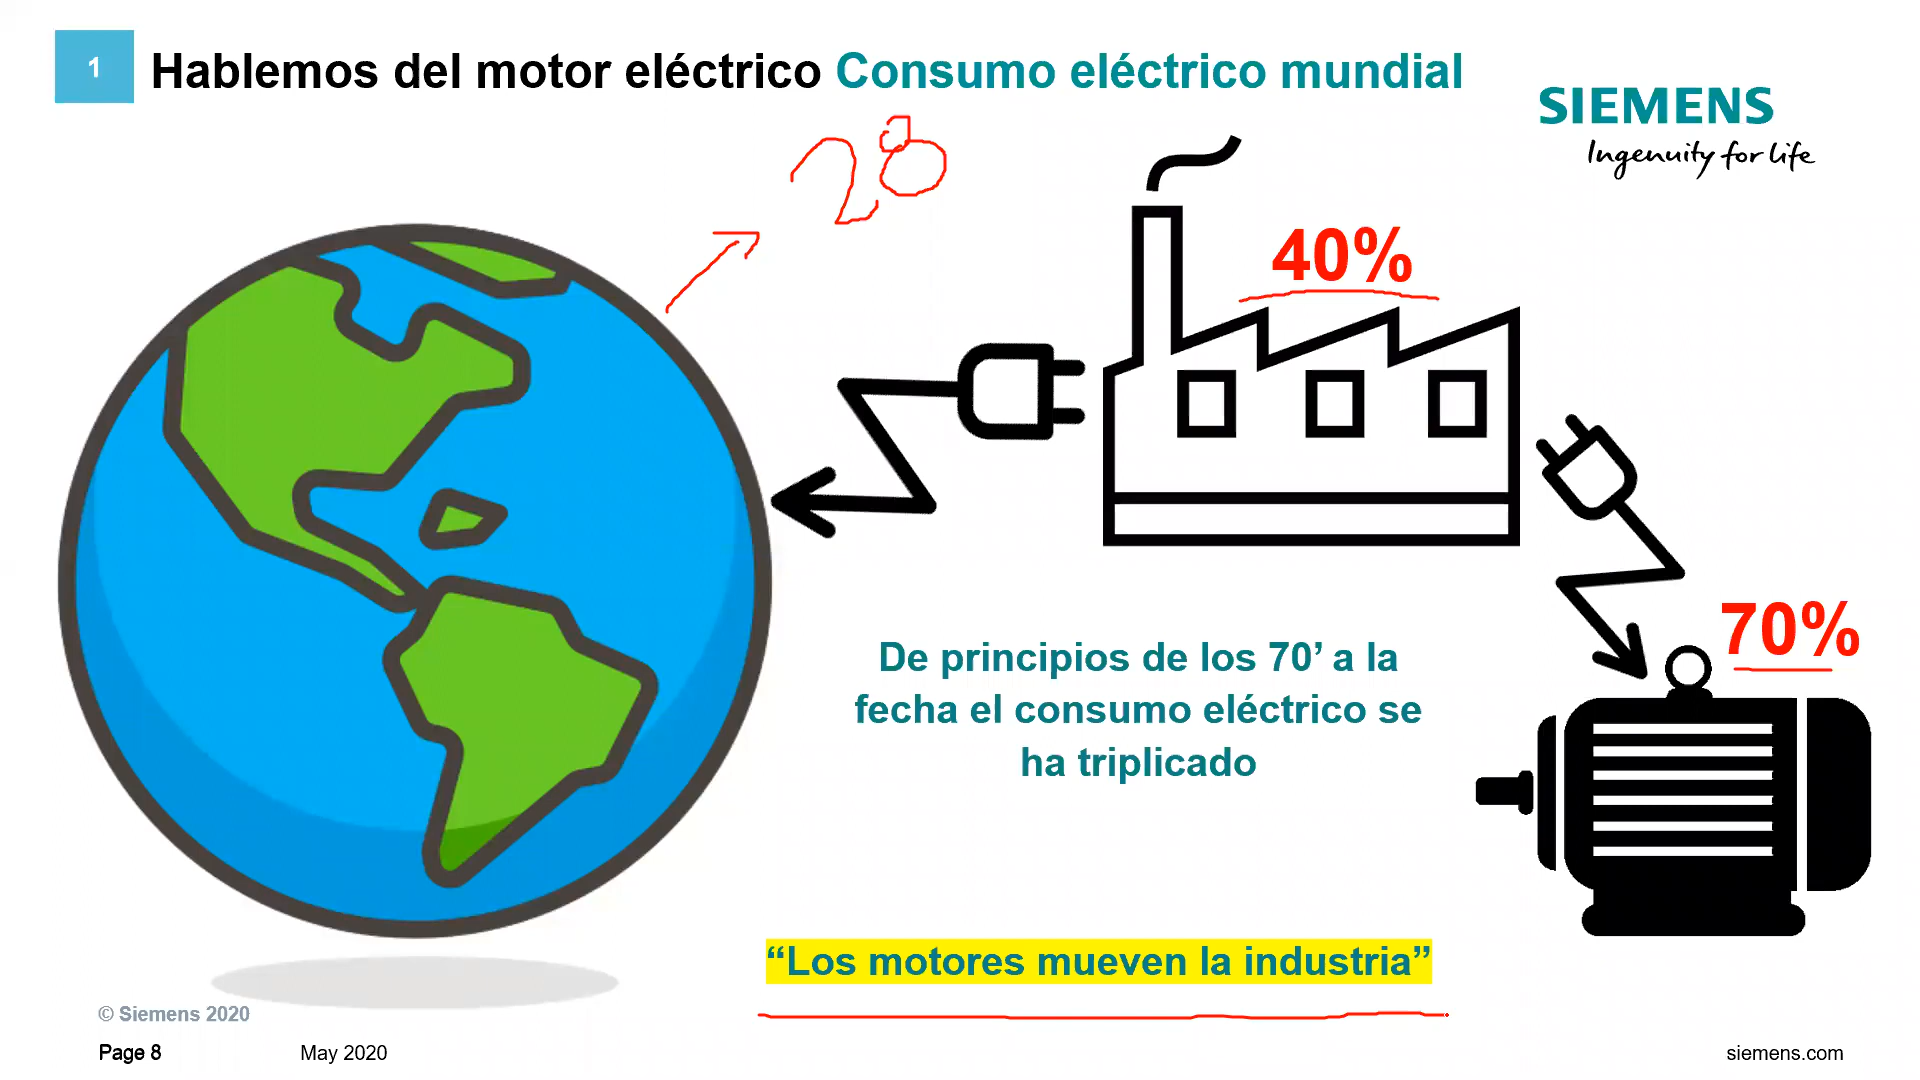 1
Hablemos del motor eléctrico Consumo eléctrico mundial
SIEMENS
Ingenuity for life
28
40%
70%
De principios de los 70’ a la
fecha el consumo eléctrico se
ha triplicado
“Los motores mueven la industria”
© Siemens 2020
Page 8
May 2020
siemens.com